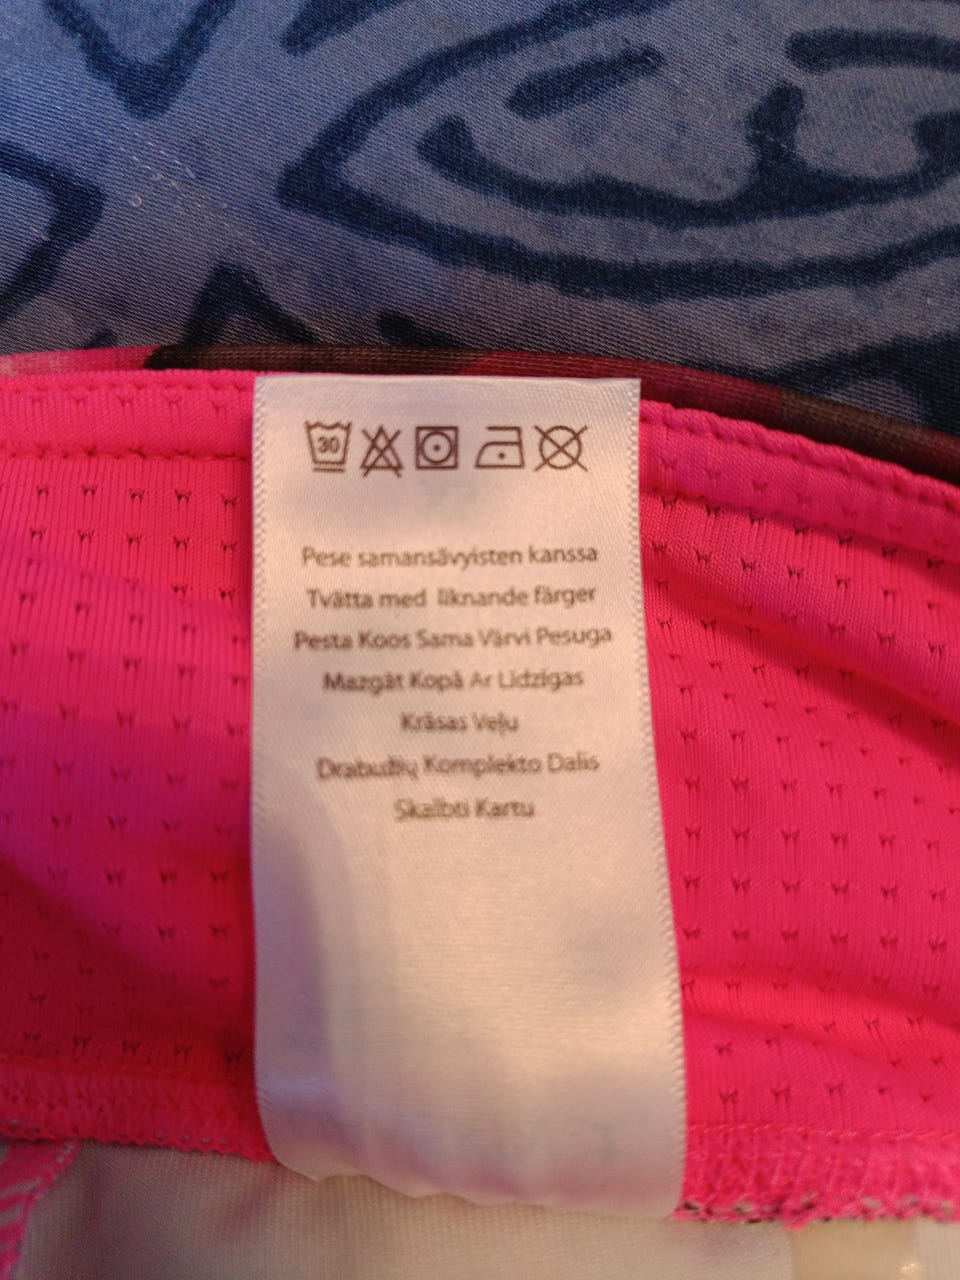 30
Pese samansävyisten kanssa
Tvätta med liknande färger
Pesta Koos Sama Värvi Pesuga
Mazgāt Kopā Ar Līdzīgas
Krāsas Veļu
Drabužių Komplekto Dalis
Skalbti Kartu